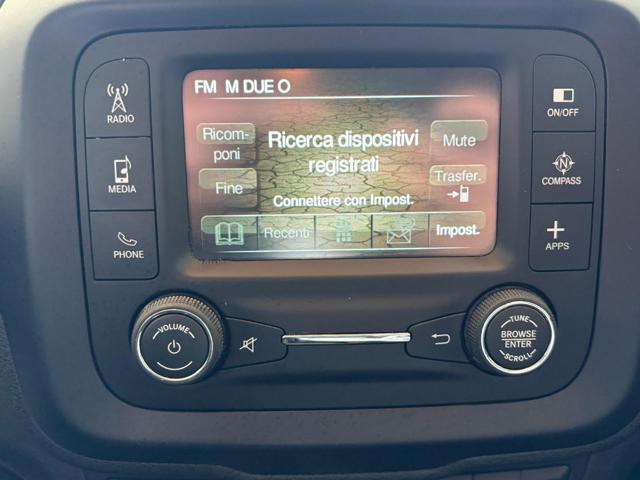 FM M DUE O
Ricom-
poni
Ricerca dispositivi
registrati
Mute
Fine
Trasfer.
Connettere con Impost.
Recenti
Impost.
RADIO
MEDIA
PHONE
ON/OFF
N
COMPASS
APPS
VOLUME
TUNE
BROWSE
ENTER
SCROLL